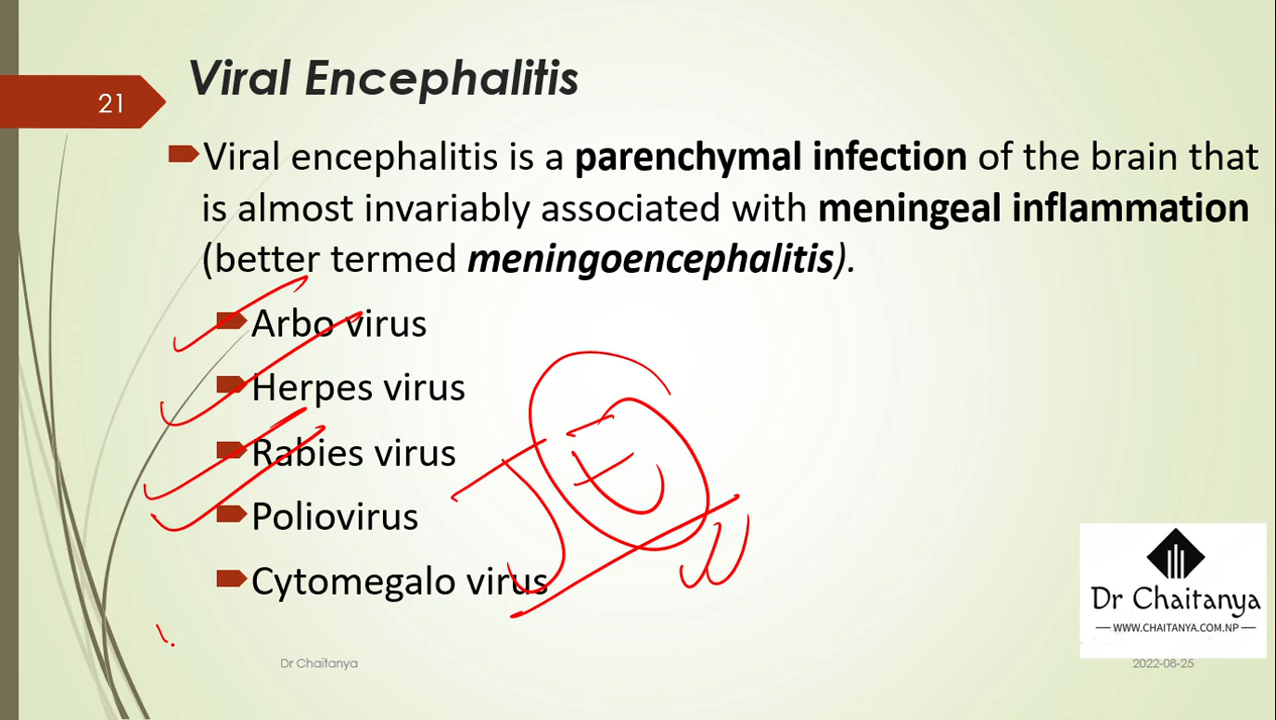 Viral Encephalitis
21
Viral encephalitis is a parenchymal infection of the brain that
is almost invariably associated with meningeal inflammation
(better termed meningoencephalitis).
Arbo virus
Herpes virus
Rabies virus
Poliovirus
Cytomegalo virus
JE
Dr Chaitanya
WWW.CHAITANYA.COM.NP
Dr Chaitanya
2022-08-25